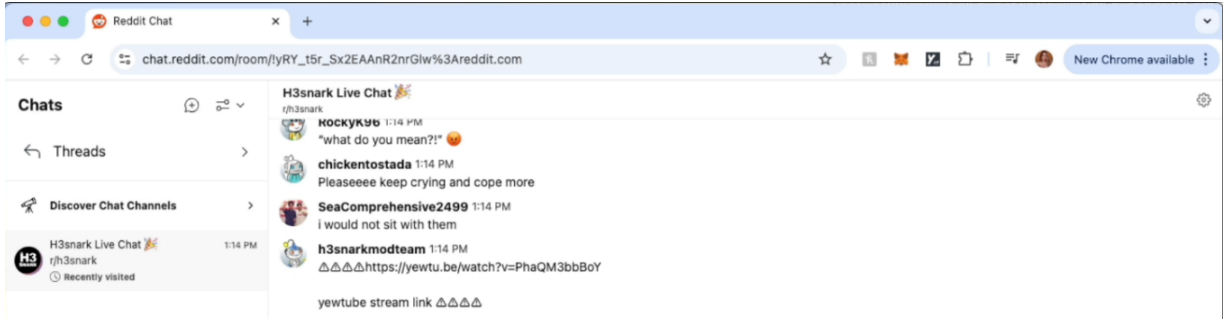 Reddit Chat
chat.reddit.com/room/!yRY_t5r_Sx2EAAnR2nrGlw%3Areddit.com
New Chrome available
Chats
Threads
Discover Chat Channels
H3snark Live Chat 🎉 1:14 PM
r/h3snark
Recently visited
H3
SNARK
H3snark Live Chat 🎉
r/h3snark
RockyK96 1:14 PM
"what do you mean?!" 😡
chickentostada 1:14 PM
Pleaseeee keep crying and cope more
SeaComprehensive2499 1:14 PM
i would not sit with them
h3snarkmodteam 1:14 PM
⚠⚠⚠⚠https://yewtu.be/watch?v=PhaQM3bbBoY
yewtube stream link ⚠⚠⚠⚠